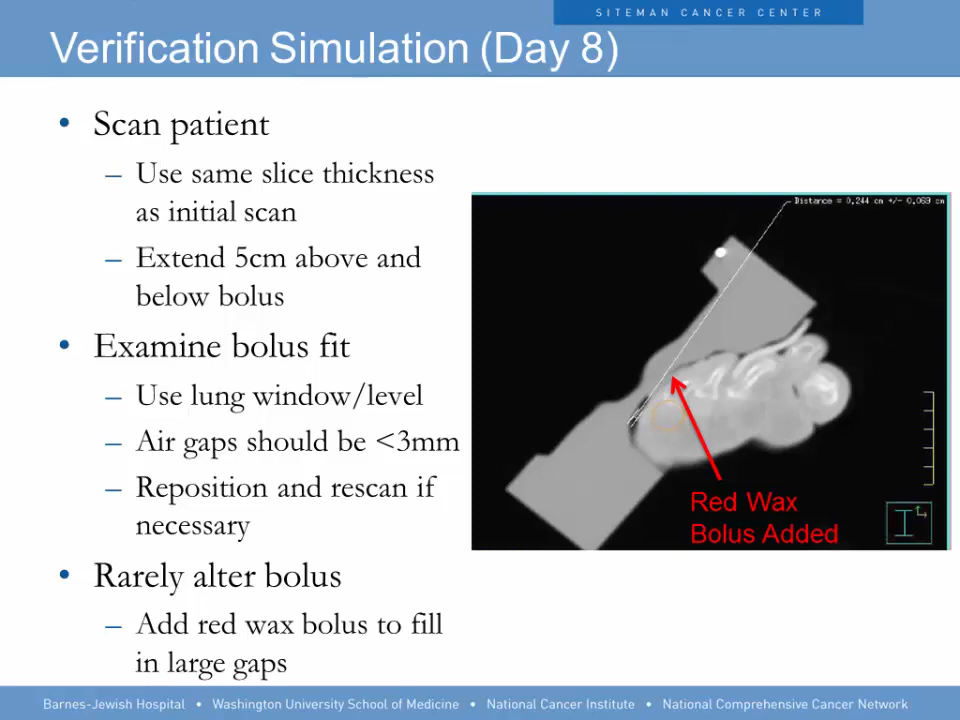 SITEMAN CANCER CENTER
Verification Simulation (Day 8)
• Scan patient
– Use same slice thickness
as initial scan
– Extend 5cm above and
below bolus
• Examine bolus fit
– Use lung window/level
– Air gaps should be <3mm
– Reposition and rescan if
necessary
• Rarely alter bolus
– Add red wax bolus to fill
in large gaps
Distance = 0.244 cm +/- 0.069 cm
Red Wax
Bolus Added
Barnes-Jewish Hospital • Washington University School of Medicine • National Cancer Institute • National Comprehensive Cancer Network